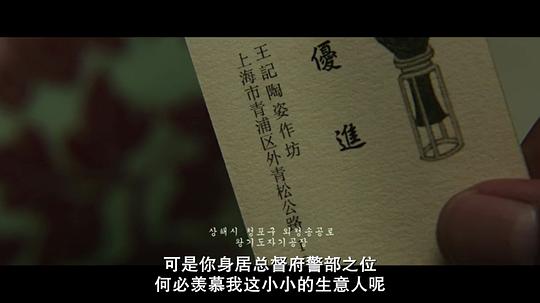 優進
王記陶姿作坊
上海市青浦区外青松公路
상해시 청포구 외청송공로
왕기도자기공장
可是你身居总督府警部之位
何必羡慕我这小小的生意人呢